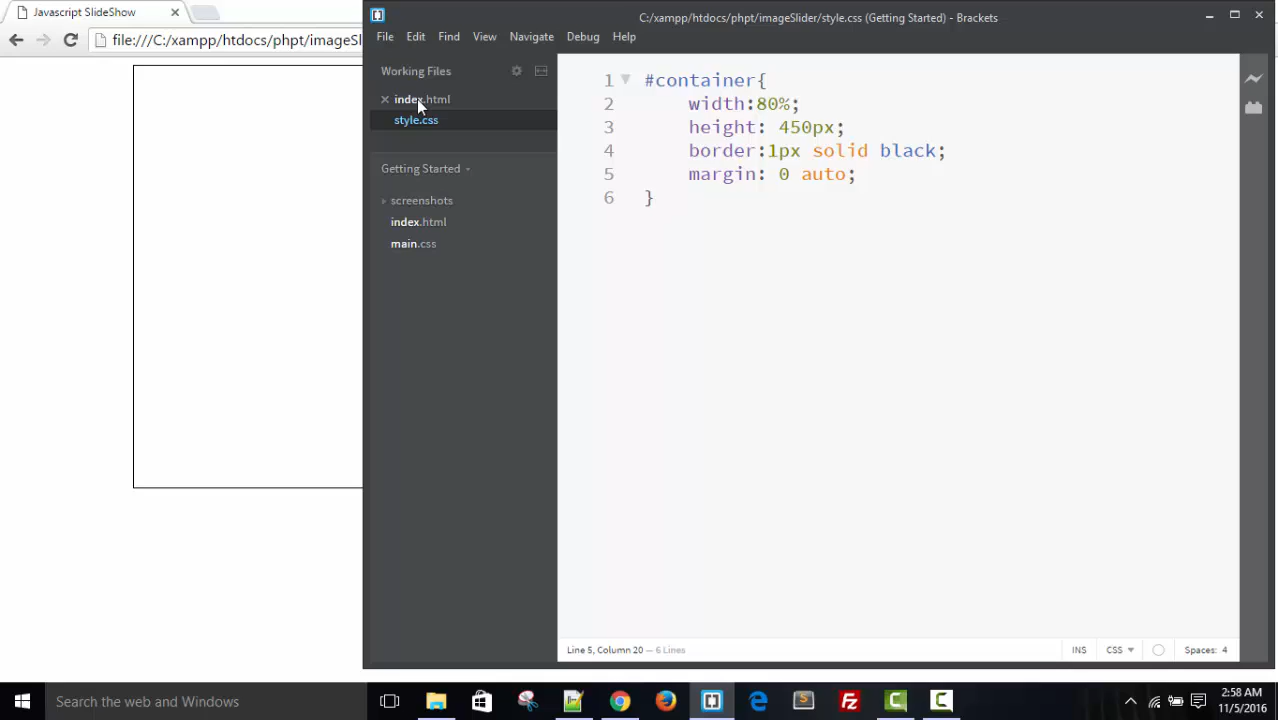 Javascript SlideShow
file:///C:/xampp/htdocs/phpt/imageSl
C:/xampp/htdocs/phpt/imageSlider/style.css (Getting Started) - Brackets
File Edit Find View Navigate Debug Help
Working Files
index.html
style.css
Getting Started
screenshots
index.html
main.css
1 #container{
2 width:80%;
3 height: 450px;
4 border:1px solid black;
5 margin: 0 auto;
6 }
Line 5, Column 20 — 6 Lines
INS CSS Spaces: 4
Search the web and Windows
2:58 AM
11/5/2016